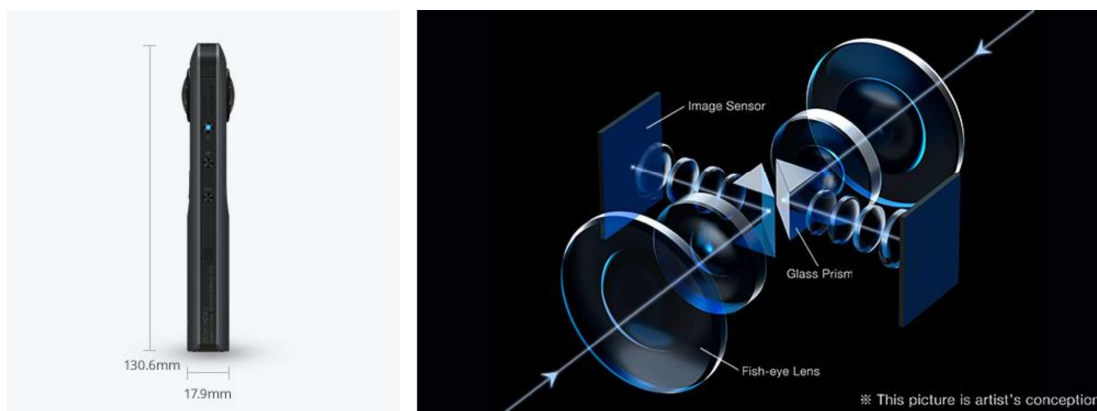 130.6mm
17.9mm
Image Sensor
Glass Prism
Fish-eye Lens
※ This picture is artist's conception